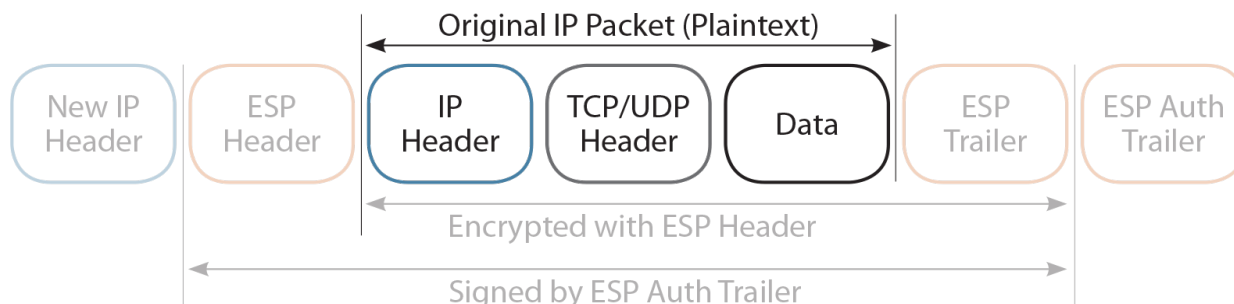 Original IP Packet (Plaintext)
New IP
Header
ESP
Header
IP
Header
TCP/UDP
Header
Data
ESP
Trailer
ESP Auth
Trailer
Encrypted with ESP Header
Signed by ESP Auth Trailer